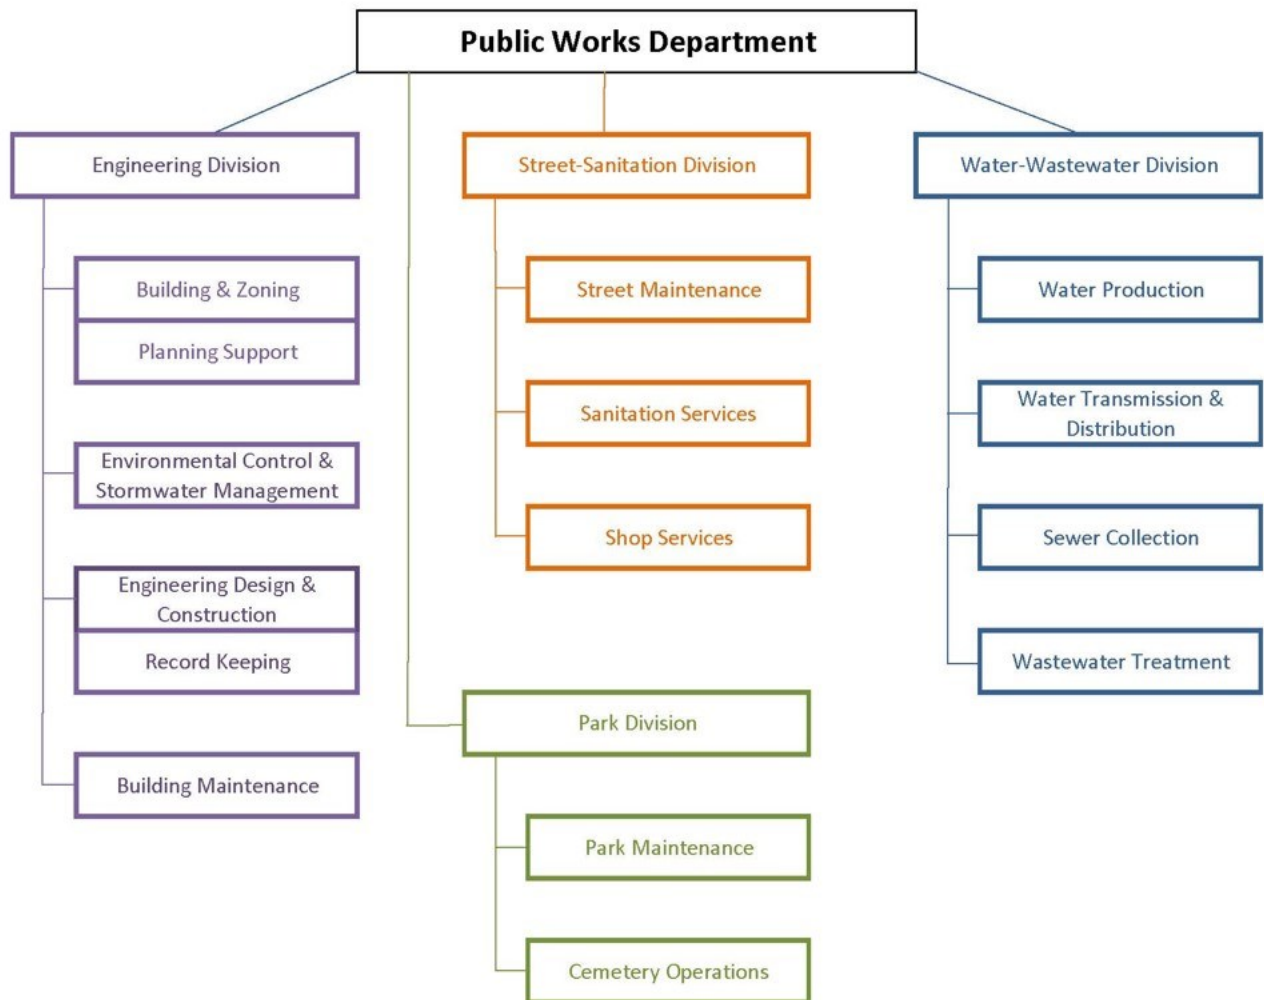 Public Works Department
Engineering Division
Building & Zoning
Planning Support
Environmental Control &
Stormwater Management
Engineering Design &
Construction
Record Keeping
Building Maintenance
Street-Sanitation Division
Street Maintenance
Sanitation Services
Shop Services
Park Division
Park Maintenance
Cemetery Operations
Water-Wastewater Division
Water Production
Water Transmission &
Distribution
Sewer Collection
Wastewater Treatment